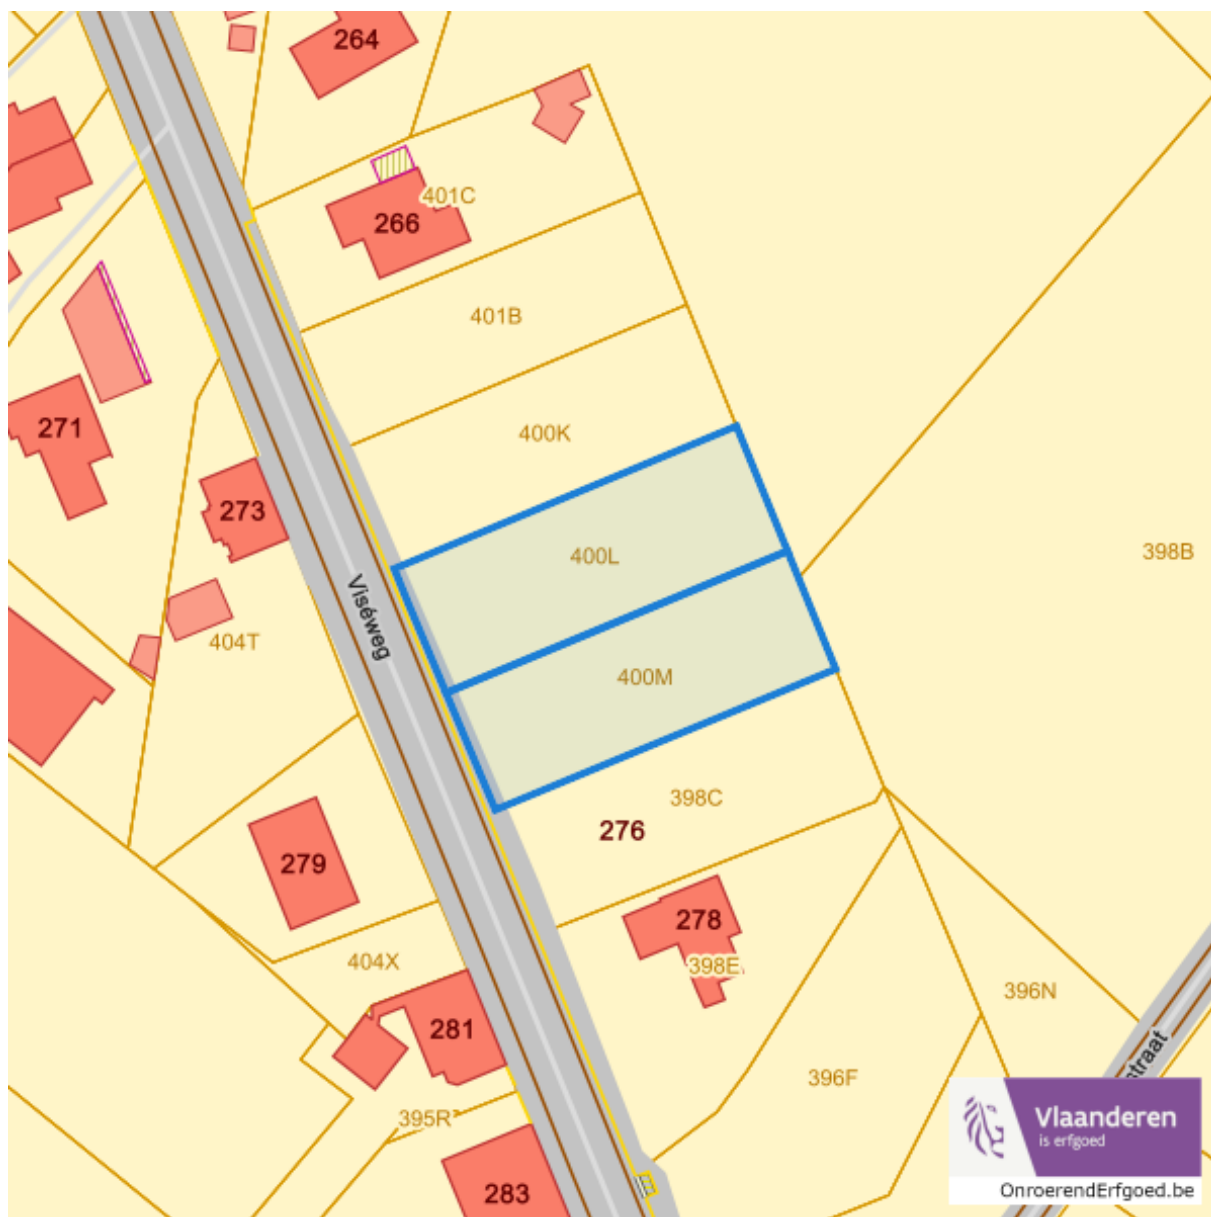 264
401C
266
401B
271
400K
273
400L
398B
Viséweg
404T
400M
398C
276
279
278
404X
398E
396N
281
straat
396F
395R
Vlaanderen
is erfgoed
283
OnroerendErfgoed.be